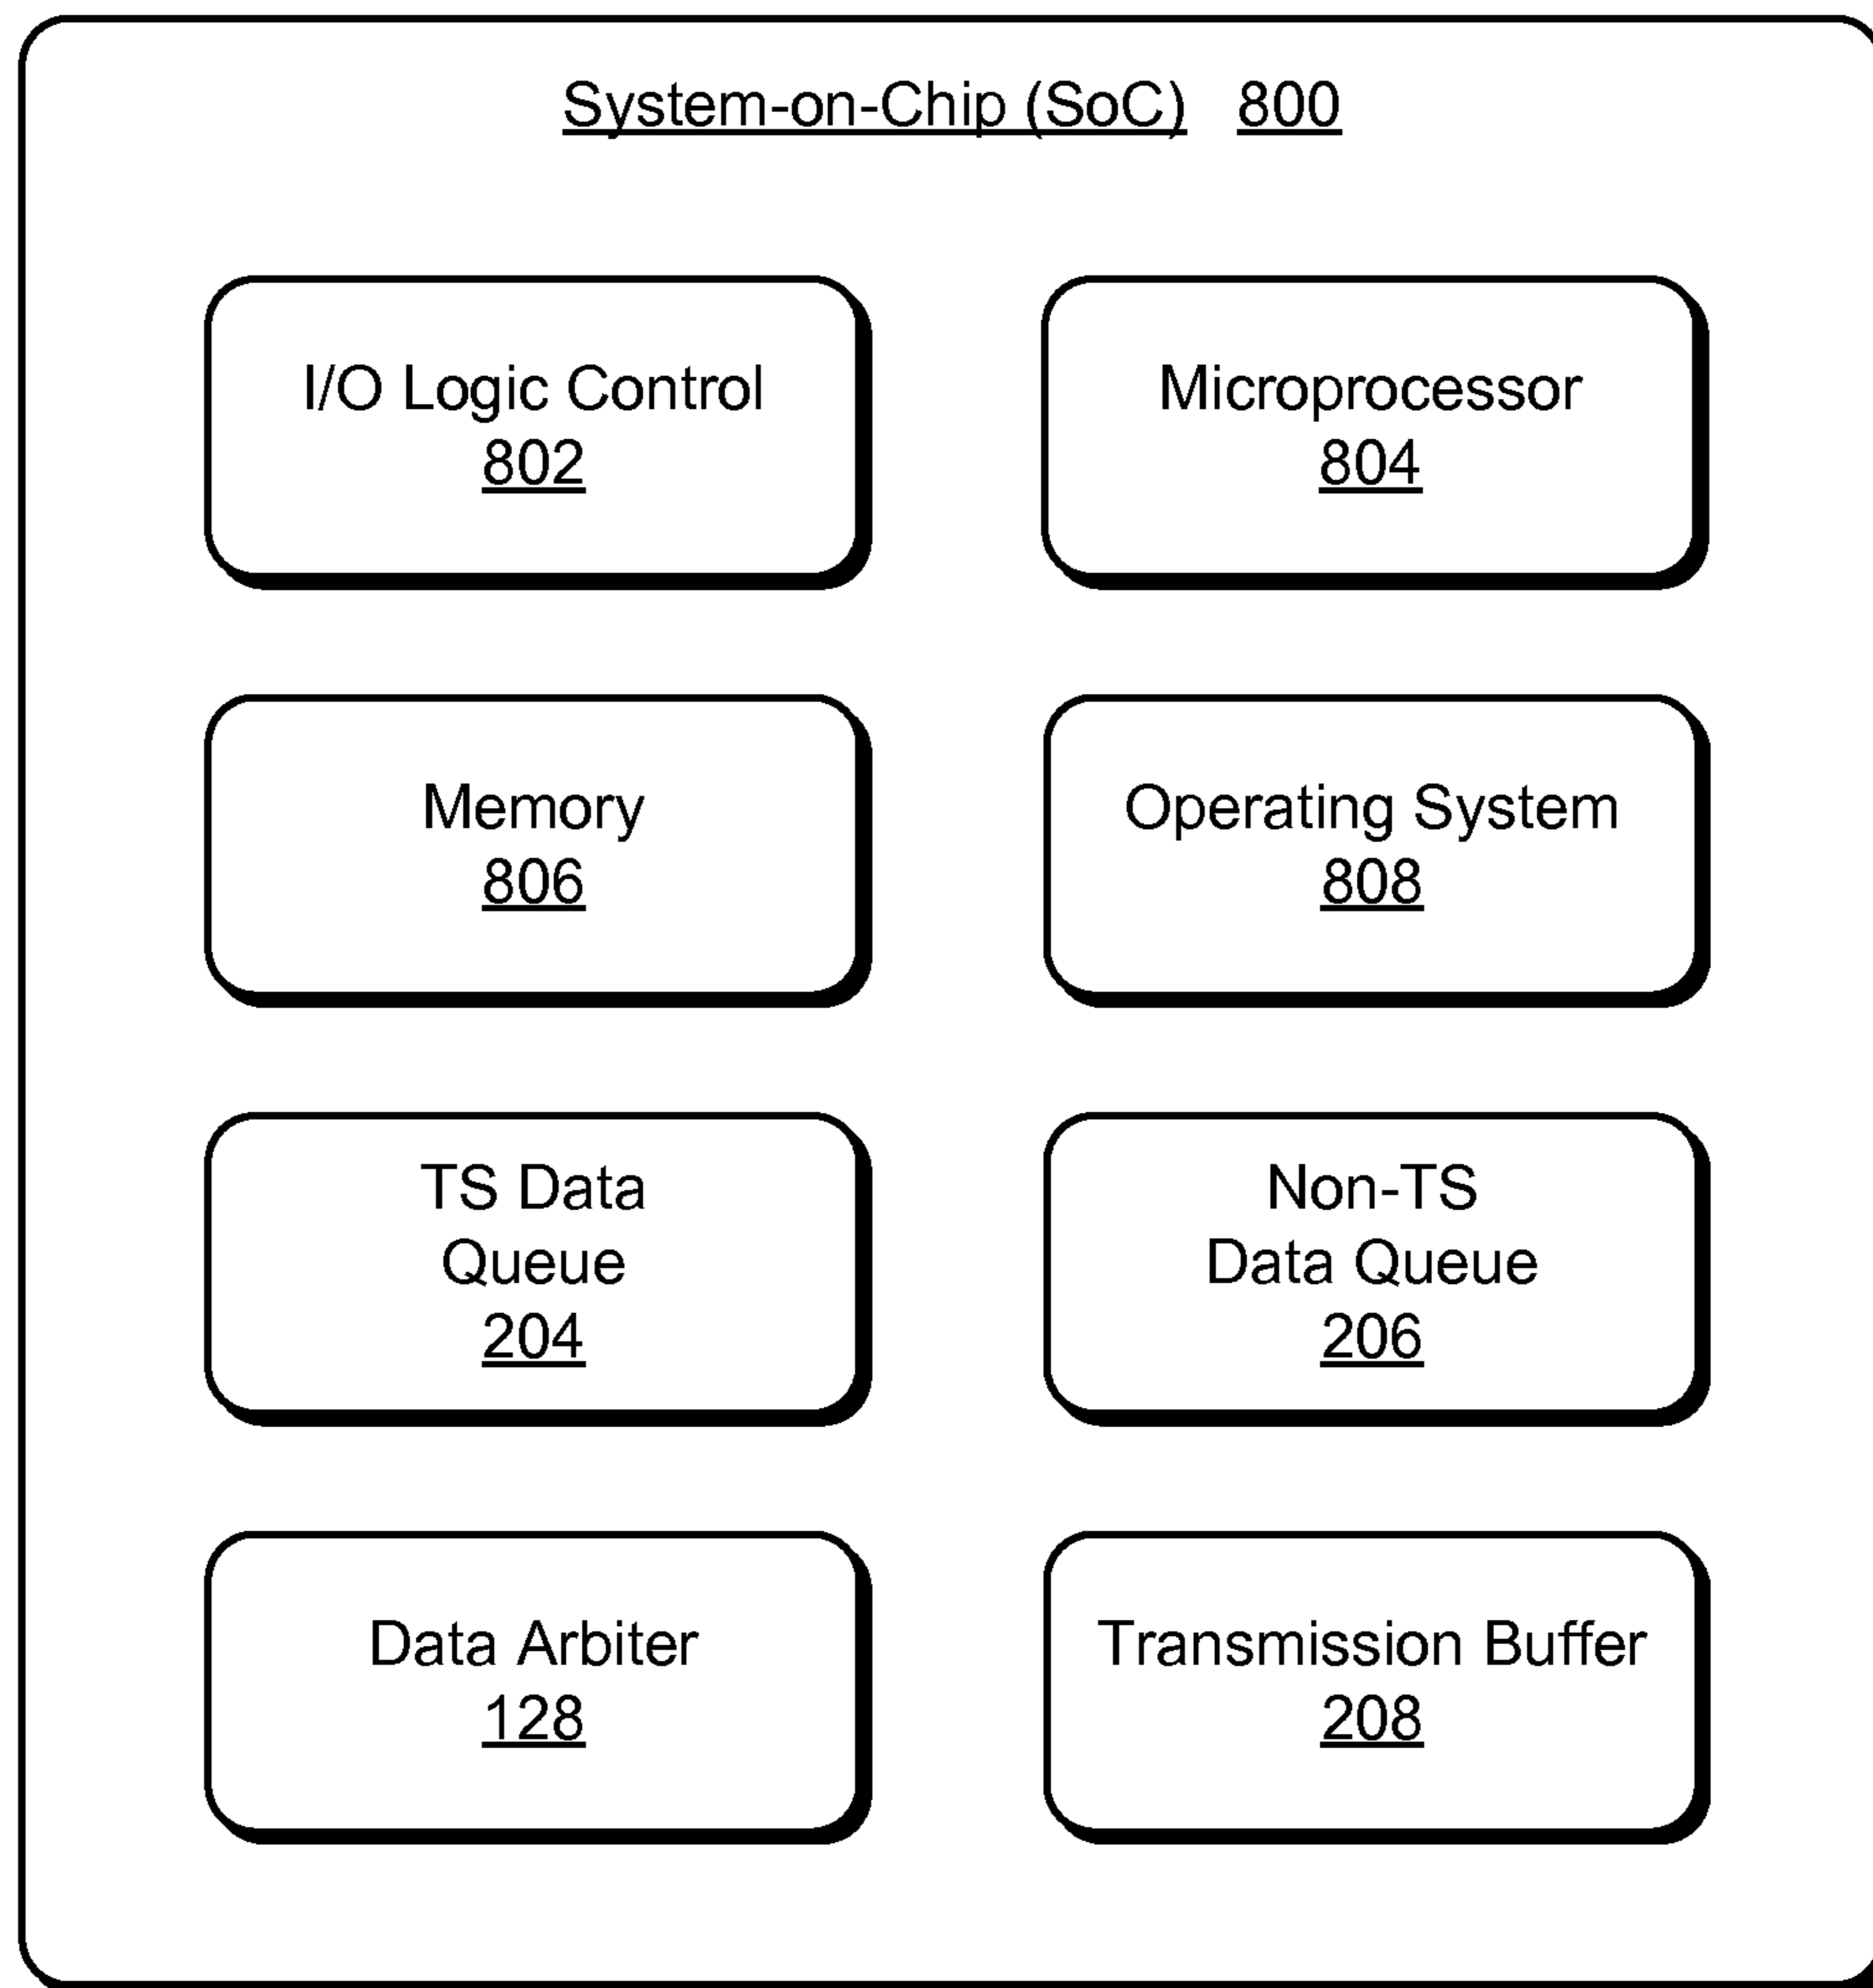 System-on-Chip (SoC) 800
I/O Logic Control
802
Microprocessor
804
Memory
806
Operating System
808
TS Data
Queue
204
Non-TS
Data Queue
206
Data Arbiter
128
Transmission Buffer
208